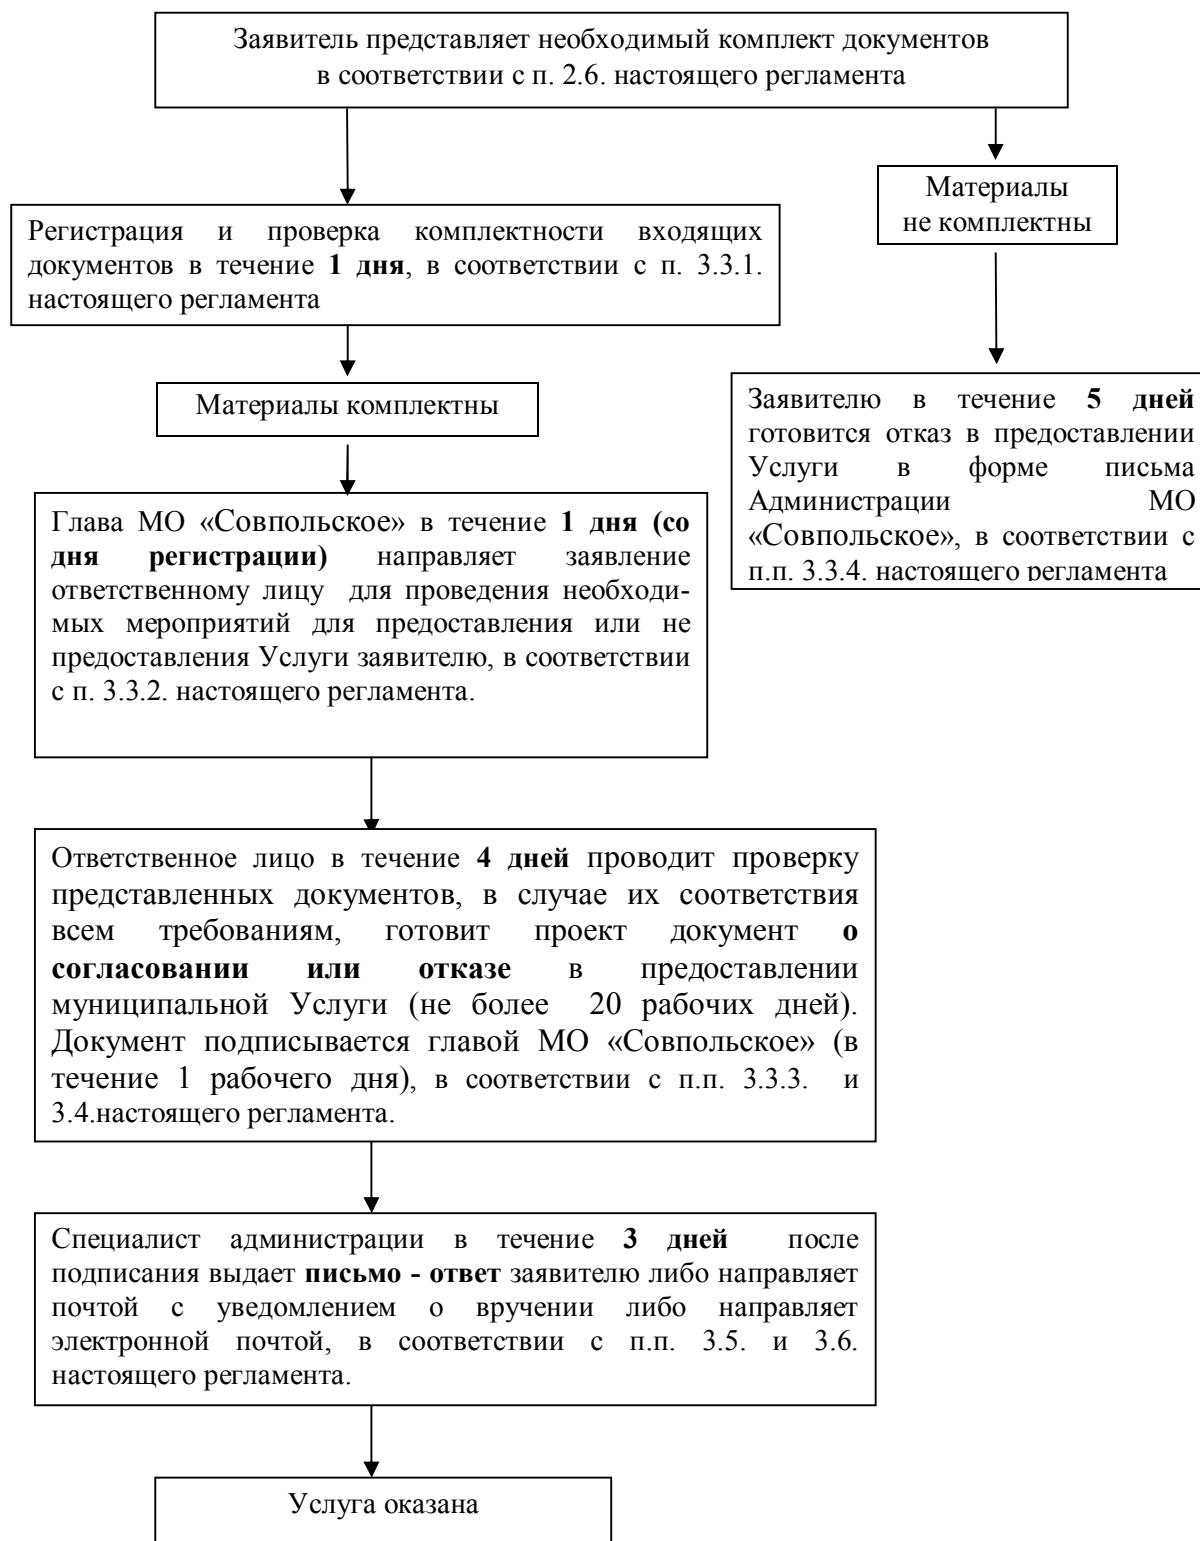 Заявитель представляет необходимый комплект документов
в соответствии с п. 2.6. настоящего регламента
Материалы
не комплектны
Регистрация и проверка комплектности входящих
документов в течение 1 дня, в соответствии с п. 3.3.1.
настоящего регламента
Материалы комплектны
Заявителю в течение 5 дней
готовится отказ в предоставлении
Услуги в форме письма
Администрации МО
«Совпольское», в соответствии с
п.п. 3.3.4. настоящего регламента
Глава МО «Совпольское» в течение 1 дня (со
дня регистрации) направляет заявление
ответственному лицу для проведения необходи-
мых мероприятий для предоставления или не
предоставления Услуги заявителю, в соответствии
с п. 3.3.2. настоящего регламента.
Ответственное лицо в течение 4 дней проводит проверку
представленных документов, в случае их соответствия
всем требованиям, готовит проект документ о
согласовании или отказе в предоставлении
муниципальной Услуги (не более 20 рабочих дней).
Документ подписывается главой МО «Совпольское» (в
течение 1 рабочего дня), в соответствии с п.п. 3.3.3. и
3.4.настоящего регламента.
Специалист администрации в течение 3 дней после
подписания выдает письмо - ответ заявителю либо направляет
почтой с уведомлением о вручении либо направляет
электронной почтой, в соответствии с п.п. 3.5. и 3.6.
настоящего регламента.
Услуга оказана